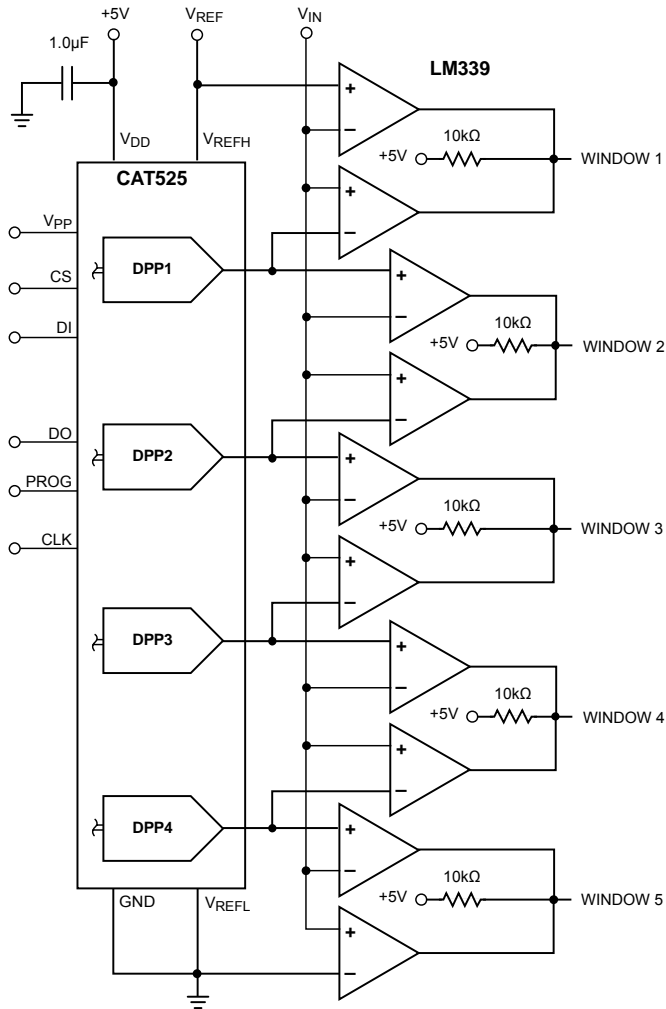 +5V
VREF
VIN
1.0μF
LM339
VDD
VREFH
CAT525
+
−
+5V
10kΩ
WINDOW 1
+
−
VPP
DPP1
CS
+
−
DI
+5V
10kΩ
WINDOW 2
+
−
DO
DPP2
+
−
PROG
+5V
10kΩ
WINDOW 3
CLK
+
−
DPP3
+
−
+5V
10kΩ
WINDOW 4
+
−
DPP4
+
−
+5V
10kΩ
WINDOW 5
GND
VREFL
+
−